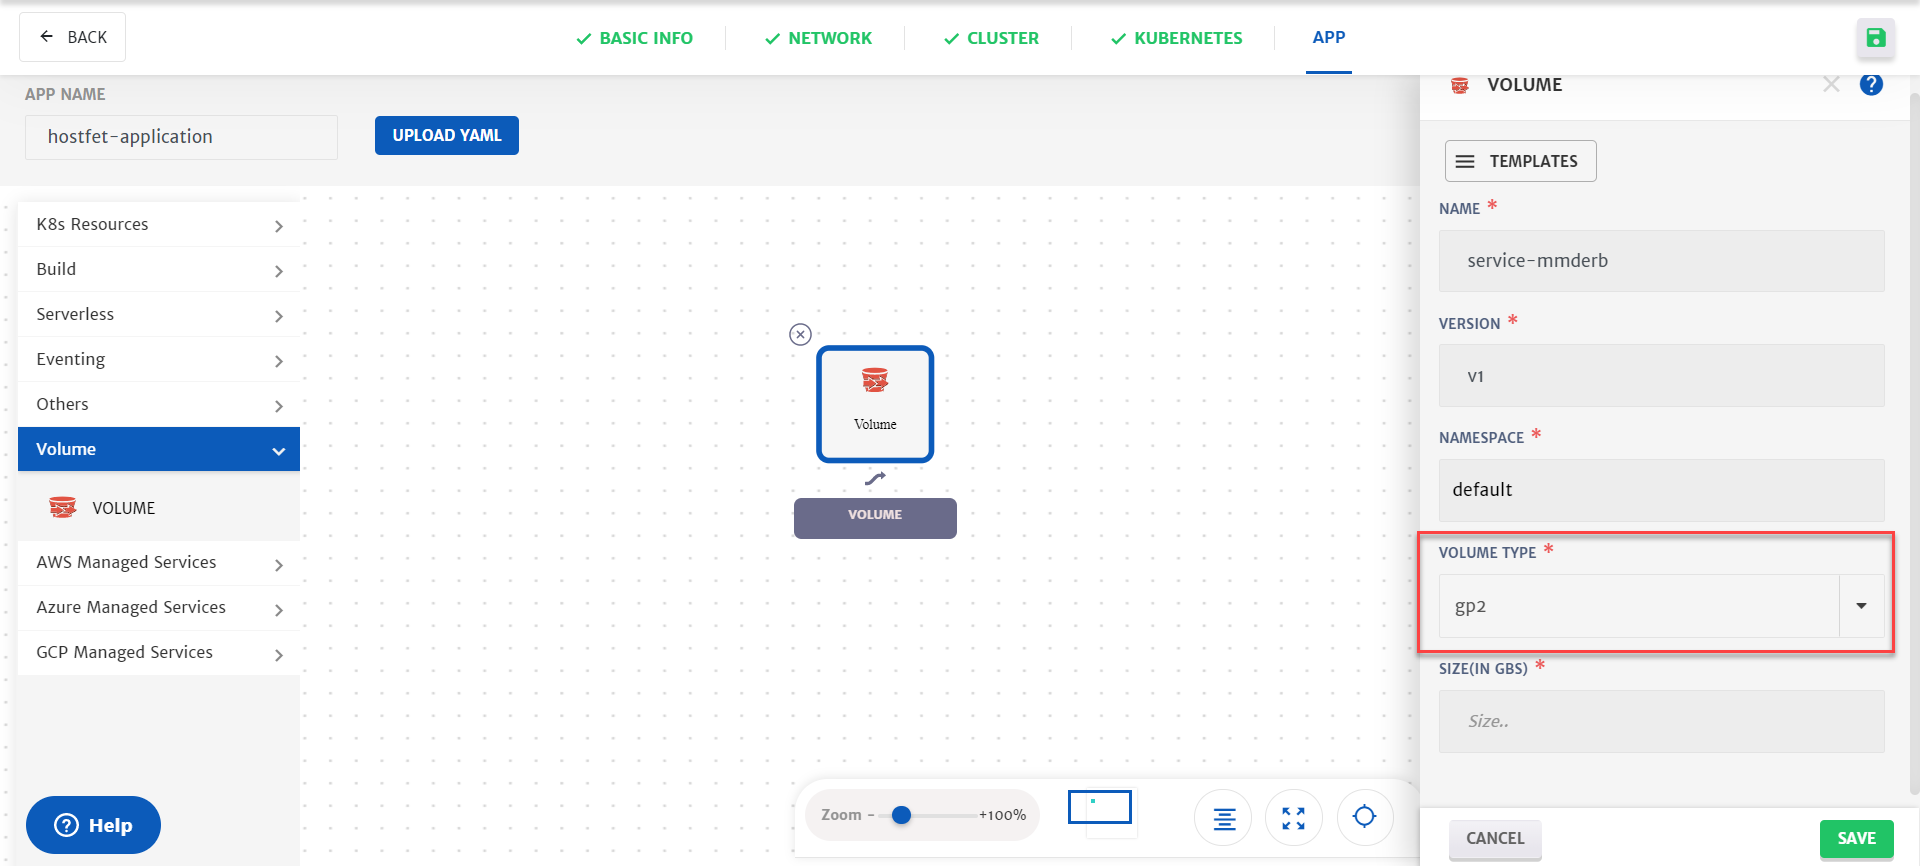 BACK
BASIC INFO
NETWORK
CLUSTER
KUBERNETES
APP
APP NAME
hostfet-application
UPLOAD YAML
K8s Resources
Build
Serverless
Eventing
Others
Volume
VOLUME
AWS Managed Services
Azure Managed Services
GCP Managed Services
Help
Volume
VOLUME
Zoom - +100%
VOLUME
?
TEMPLATES
NAME *
service-mmderb
VERSION *
v1
NAMESPACE *
default
VOLUME TYPE *
gp2
SIZE(IN GBS) *
Size..
CANCEL
SAVE